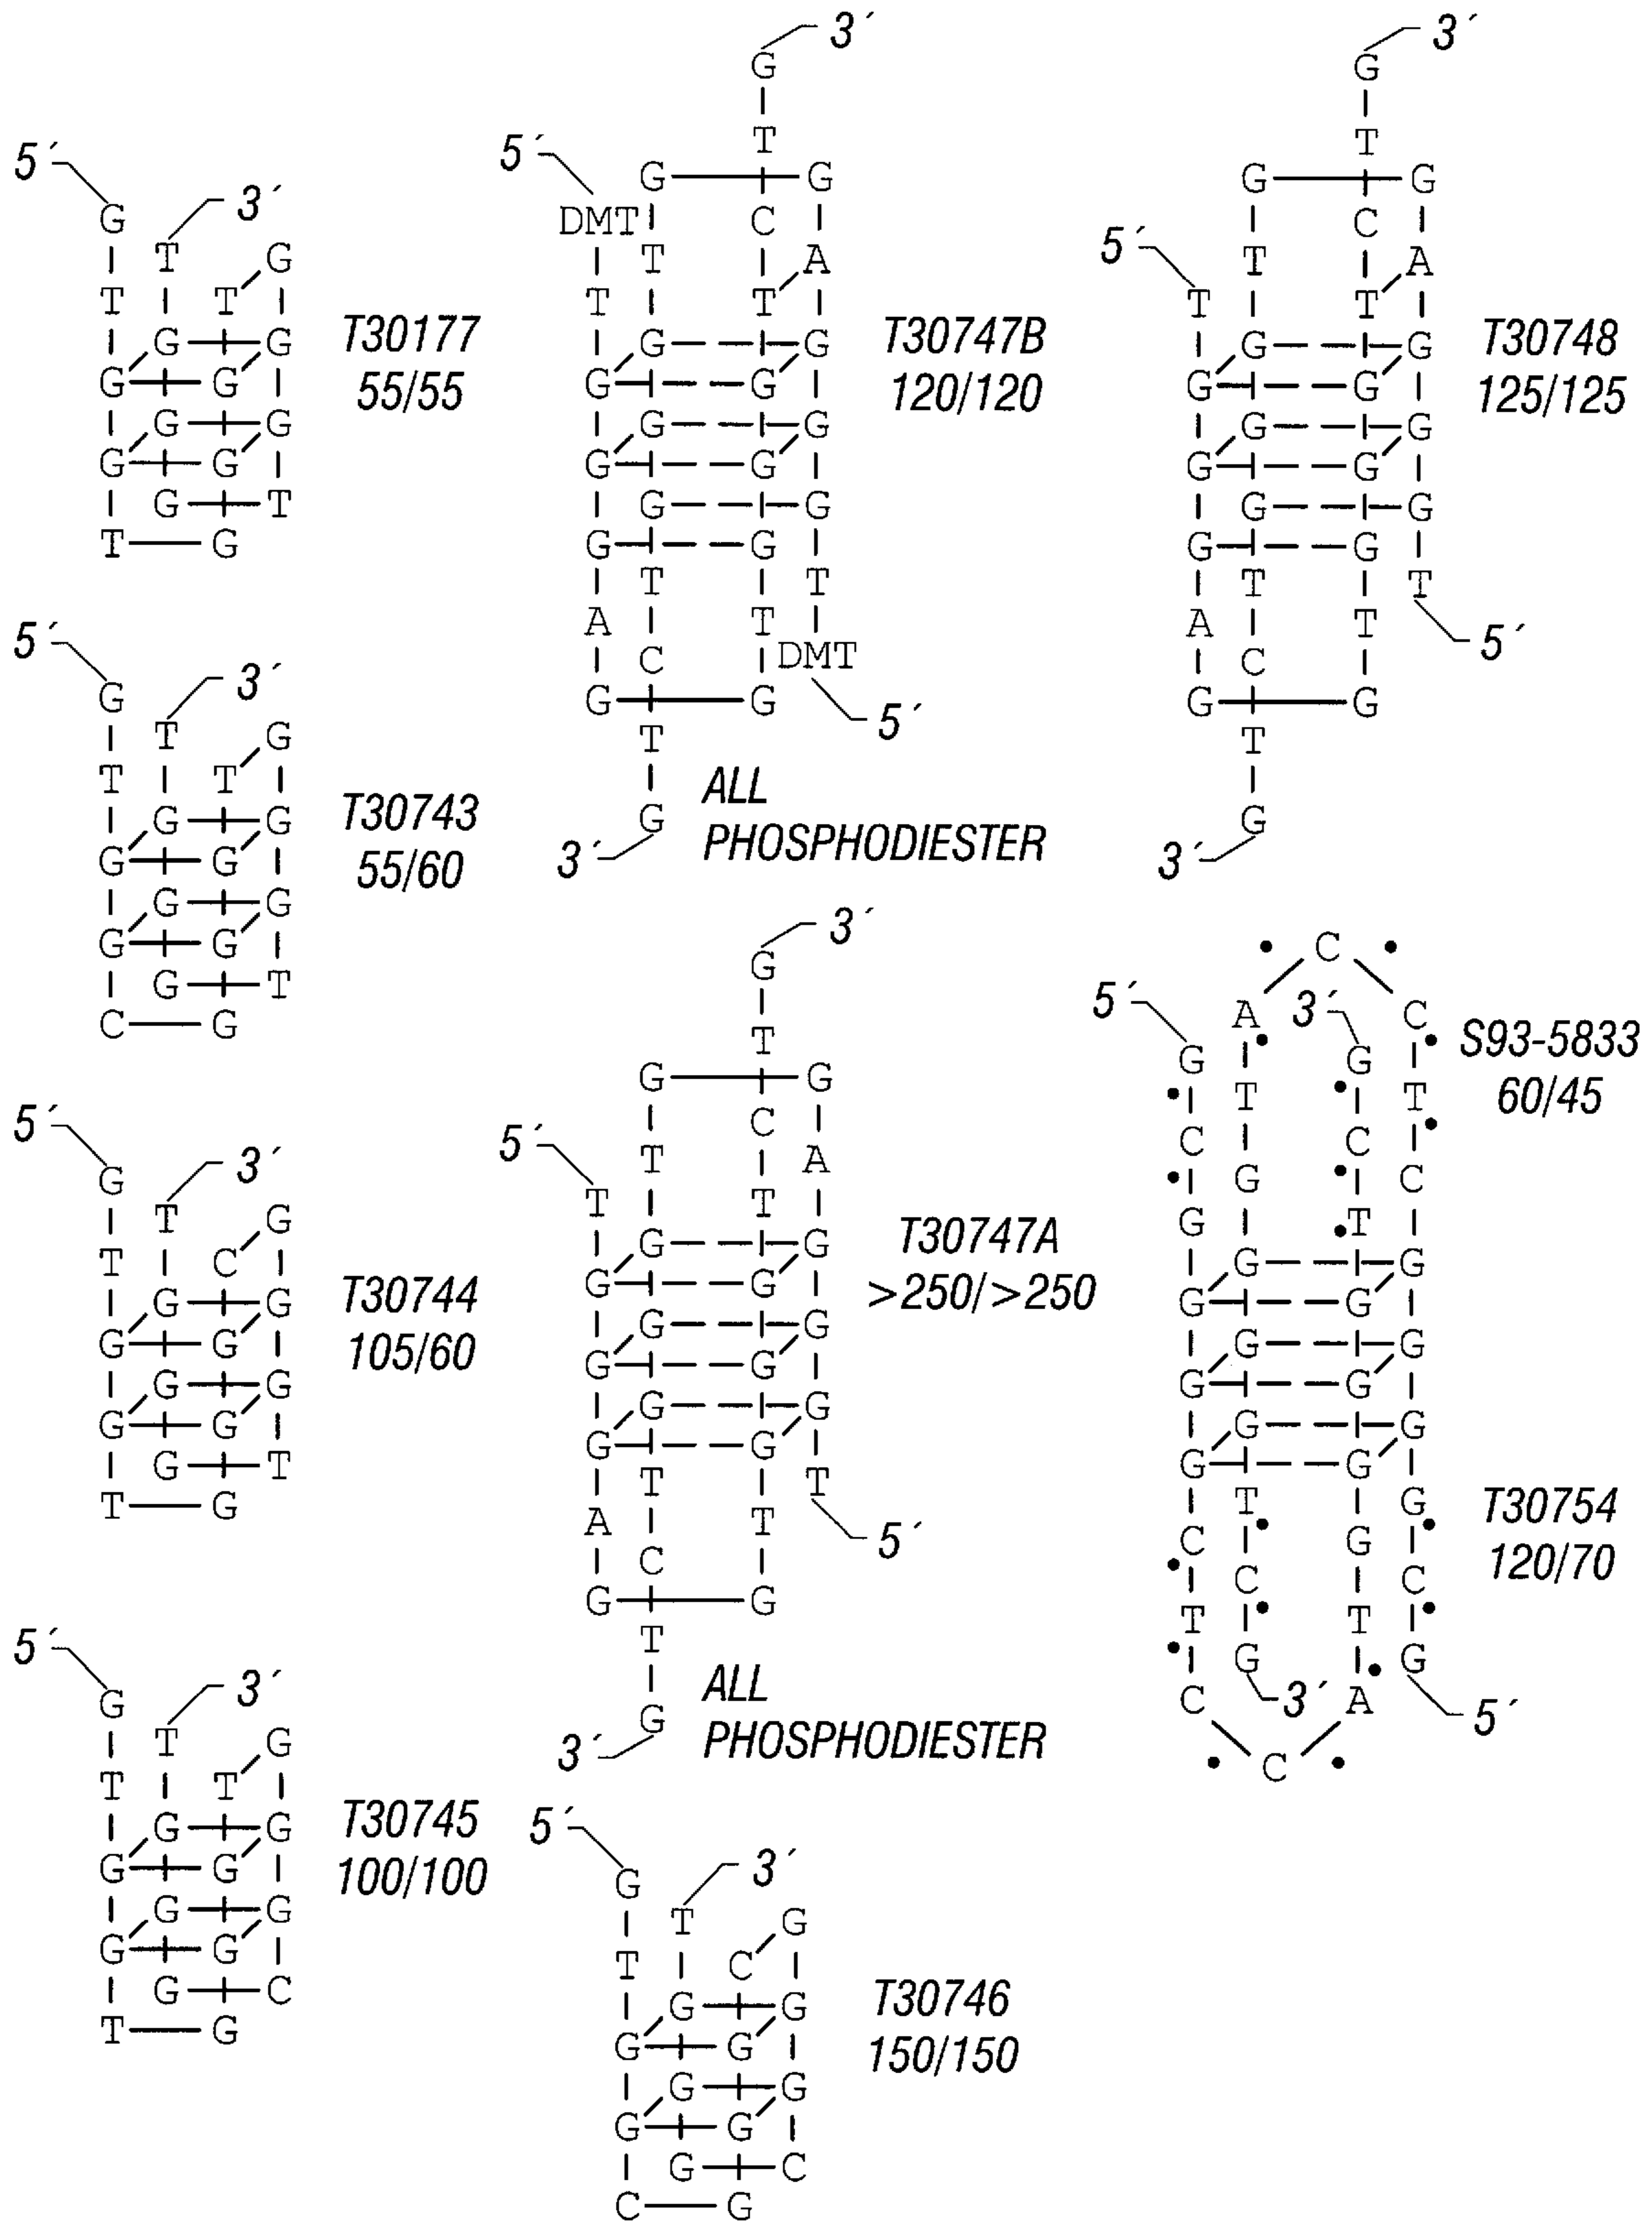 5´
3´
G
T G
T T
G G
G G
G G
G G
G T
T G
T30177
55/55
5´
3´
G
T G
T T
G G
G G
G G
G G
G T
C G
T30743
55/60
5´
3´
G
T G
T C
G G
G G
G G
G G
G T
T G
T30744
105/60
5´
3´
G
T G
T T
G G
G G
G G
G G
G C
T G
T30745
100/100
3´
G
T
5´
G G
DMT C
T A
T T
G G
G G
G G
G G
G G
G G
T T
A T
C DMT
G G
5´
T
G
3´
T30747B
120/120
ALL
PHOSPHODIESTER
3´
G
T
G G
C
5´
T A
T T
G G
G G
G G
G G
G G
G G
T T
A T
5´
C
G G
T
G
3´
T30747A
>250/>250
ALL
PHOSPHODIESTER
5´
3´
G
T G
T C
G G
G G
G G
G G
G C
C G
T30746
150/150
3´
G
T
G G
C
5´
T A
T T
G G
G G
G G
G G
G G
G G
T T
A T
5´
C
G G
T
G
3´
T30748
125/125
C
5´
A 3´ C
G G
T T
C C
G C
G T
G G
G G
G G
G G
G G
G G
T G
C G
C C
T T
G G
C 3´ A
5´
C
S93-5833
60/45
T30754
120/70